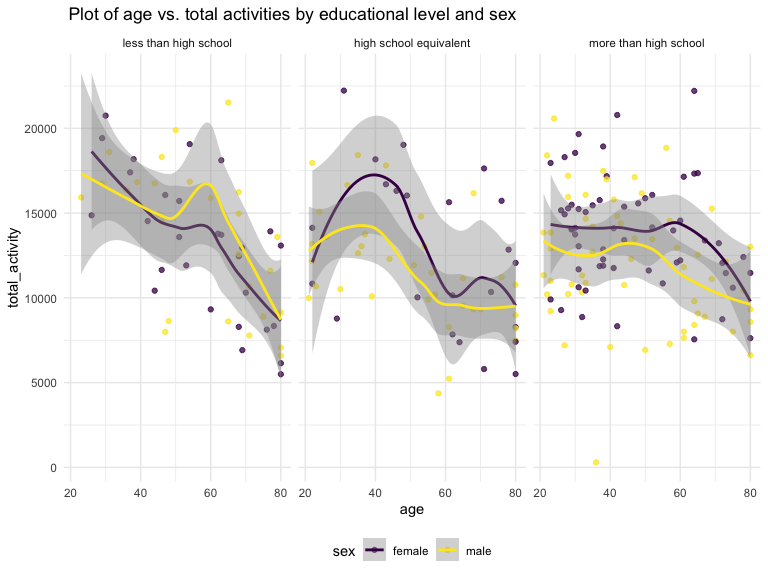 Plot of age vs. total activities by educational level and sex
less than high school
high school equivalent
more than high school
total_activity
20000
15000
10000
5000
0
20 40 60 80
20 40 60 80
20 40 60 80
age
sex female male